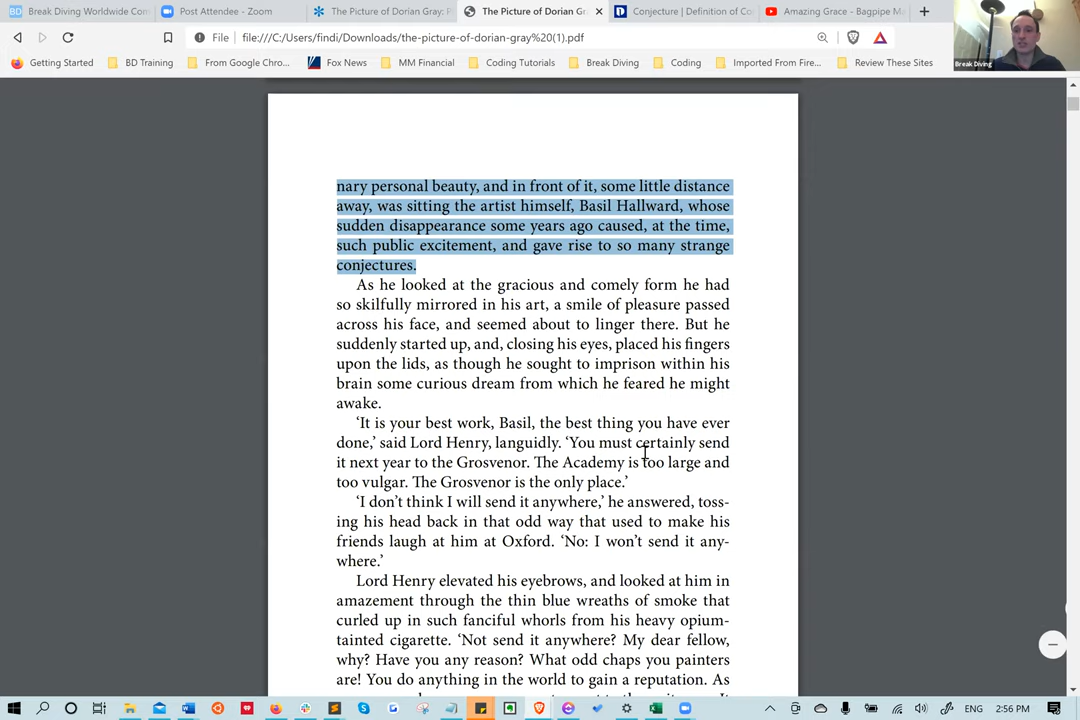 BD Break Diving Worldwide Com
Post Attendee - Zoom
The Picture of Dorian Gray: F
The Picture of Dorian Gr
Conjecture | Definition of Co
Amazing Grace - Bagpipe Ma
File
file:///C:/Users/findi/Downloads/the-picture-of-dorian-gray%20(1).pdf
Getting Started
BD Training
From Google Chro...
Fox News
MM Financial
Coding Tutorials
Break Diving
Coding
Imported From Fire...
Review These Sites
Break Diving
nary personal beauty, and in front of it, some little distance
away, was sitting the artist himself, Basil Hallward, whose
sudden disappearance some years ago caused, at the time,
such public excitement, and gave rise to so many strange
conjectures.
As he looked at the gracious and comely form he had
so skilfully mirrored in his art, a smile of pleasure passed
across his face, and seemed about to linger there. But he
suddenly started up, and, closing his eyes, placed his fingers
upon the lids, as though he sought to imprison within his
brain some curious dream from which he feared he might
awake.
‘It is your best work, Basil, the best thing you have ever
done,’ said Lord Henry, languidly. ‘You must certainly send
it next year to the Grosvenor. The Academy is too large and
too vulgar. The Grosvenor is the only place.’
‘I don’t think I will send it anywhere,’ he answered, toss-
ing his head back in that odd way that used to make his
friends laugh at him at Oxford. ‘No: I won’t send it any-
where.’
Lord Henry elevated his eyebrows, and looked at him in
amazement through the thin blue wreaths of smoke that
curled up in such fanciful whorls from his heavy opium-
tainted cigarette. ‘Not send it anywhere? My dear fellow,
why? Have you any reason? What odd chaps you painters
are! You do anything in the world to gain a reputation. As
ENG
2:56 PM